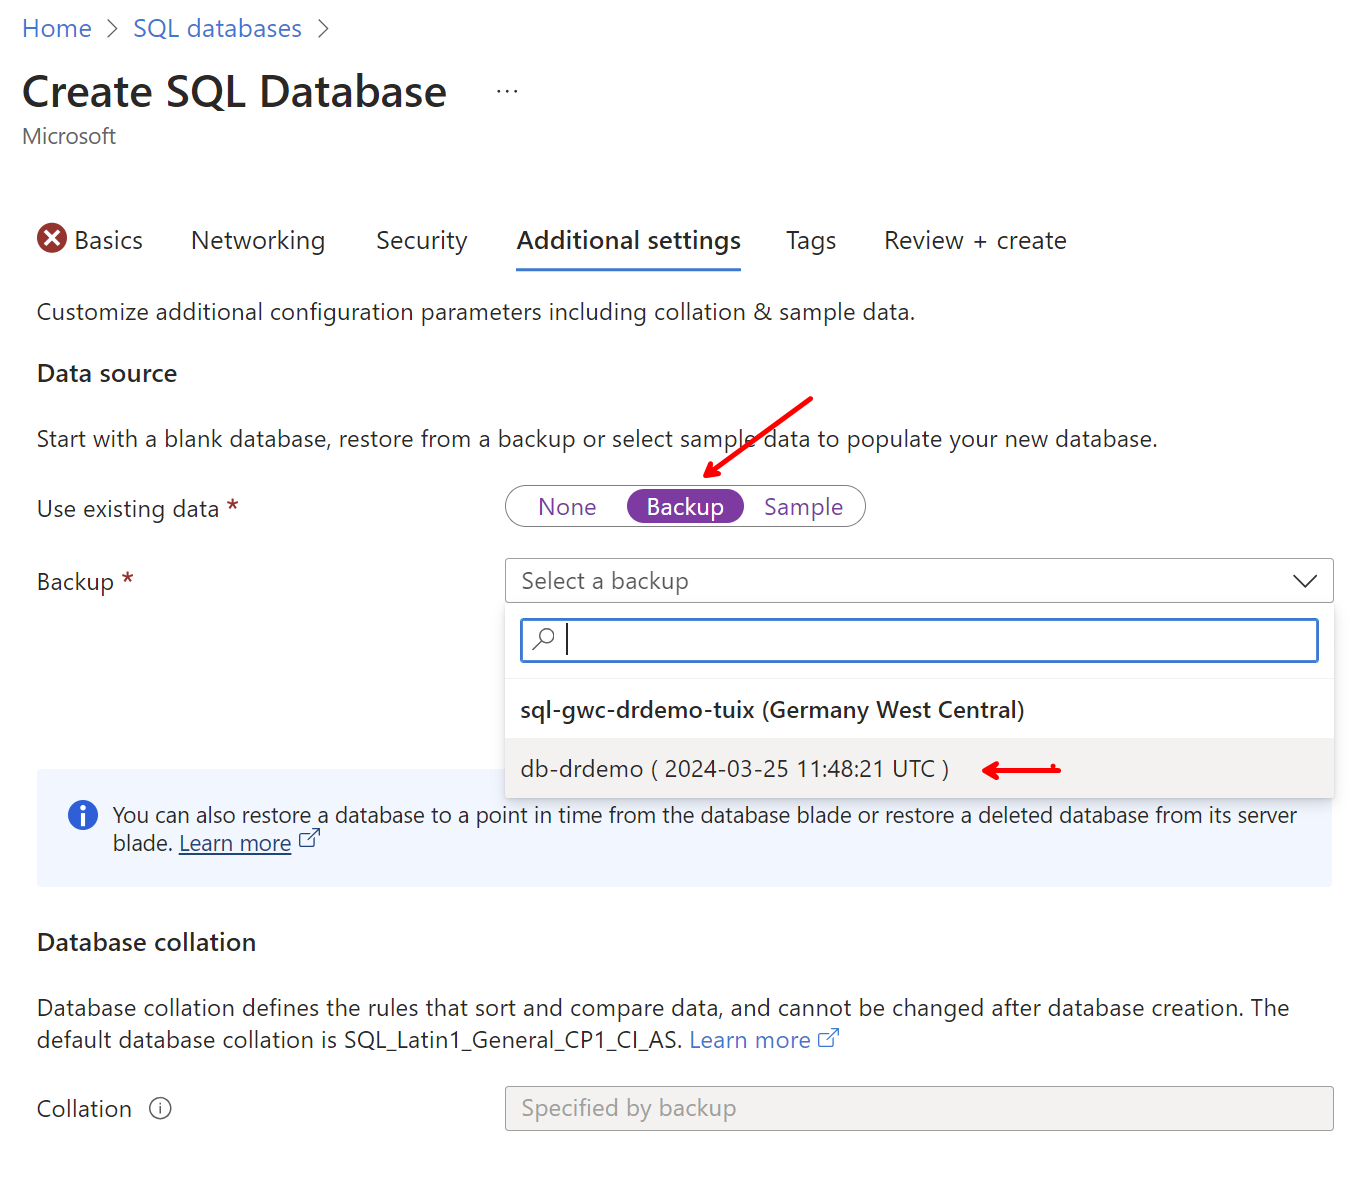 Home > SQL databases >
Create SQL Database ...
Microsoft
Basics Networking Security Additional settings Tags Review + create
Customize additional configuration parameters including collation & sample data.
Data source
Start with a blank database, restore from a backup or select sample data to populate your new database.
Use existing data * None Backup Sample
Backup * Select a backup
sql-gwc-drdemo-tuix (Germany West Central)
db-drdemo ( 2024-03-25 11:48:21 UTC )
You can also restore a database to a point in time from the database blade or restore a deleted database from its server
blade. Learn more
Database collation
Database collation defines the rules that sort and compare data, and cannot be changed after database creation. The
default database collation is SQL_Latin1_General_CP1_CI_AS. Learn more
Collation Specified by backup